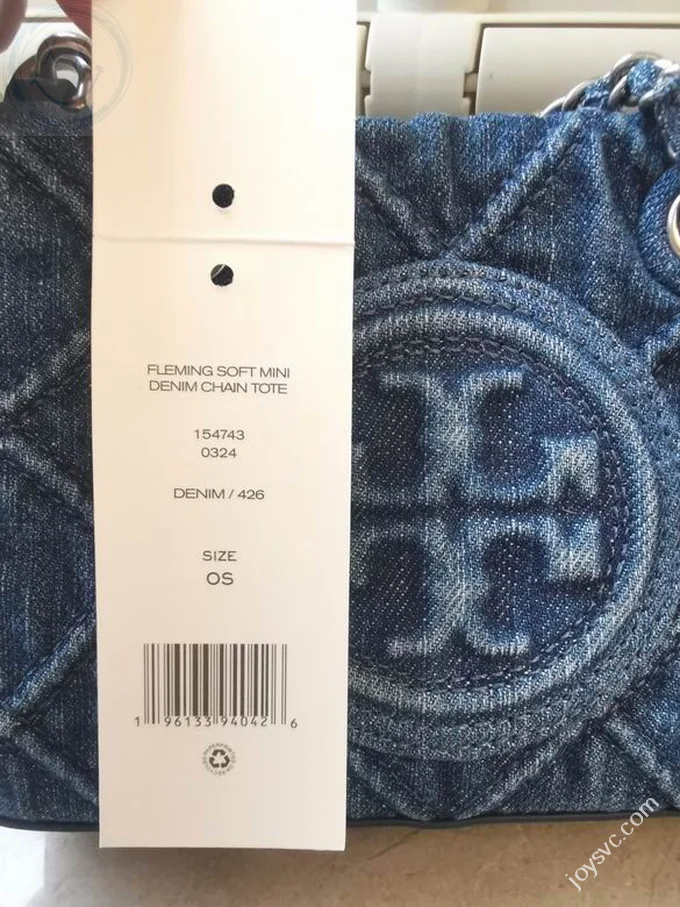 FLEMING SOFT MINI
DENIM CHAIN TOTE
154743
0324
DENIM / 426
SIZE
OS
1 96133 94042 6
joysvc.com